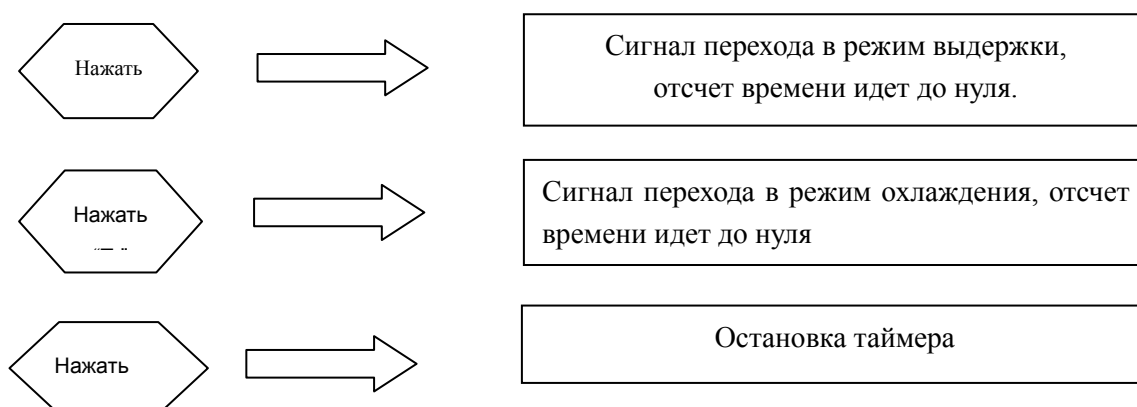 Нажать
Сигнал перехода в режим выдержки,
отсчет времени идет до нуля.
Нажать
Сигнал перехода в режим охлаждения, отсчет
времени идет до нуля
Нажать
Остановка таймера